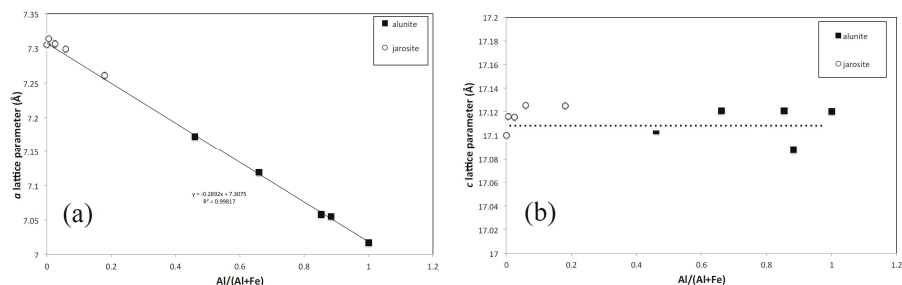 7.35
7.3
7.25
7.2
7.15
7.1
7.05
7
a lattice parameter (Å)
alunite
jarosite
y = -0.2892x + 7.3075
R² = 0.99817
(a)
0
0.2
0.4
0.6
0.8
1
1.2
Al/(Al+Fe)
17.2
17.18
17.16
17.14
17.12
17.1
17.08
17.06
17.04
17.02
17
c lattice parameter (Å)
alunite
jarosite
(b)
0
0.2
0.4
0.6
0.8
1
1.2
Al/(Al+Fe)